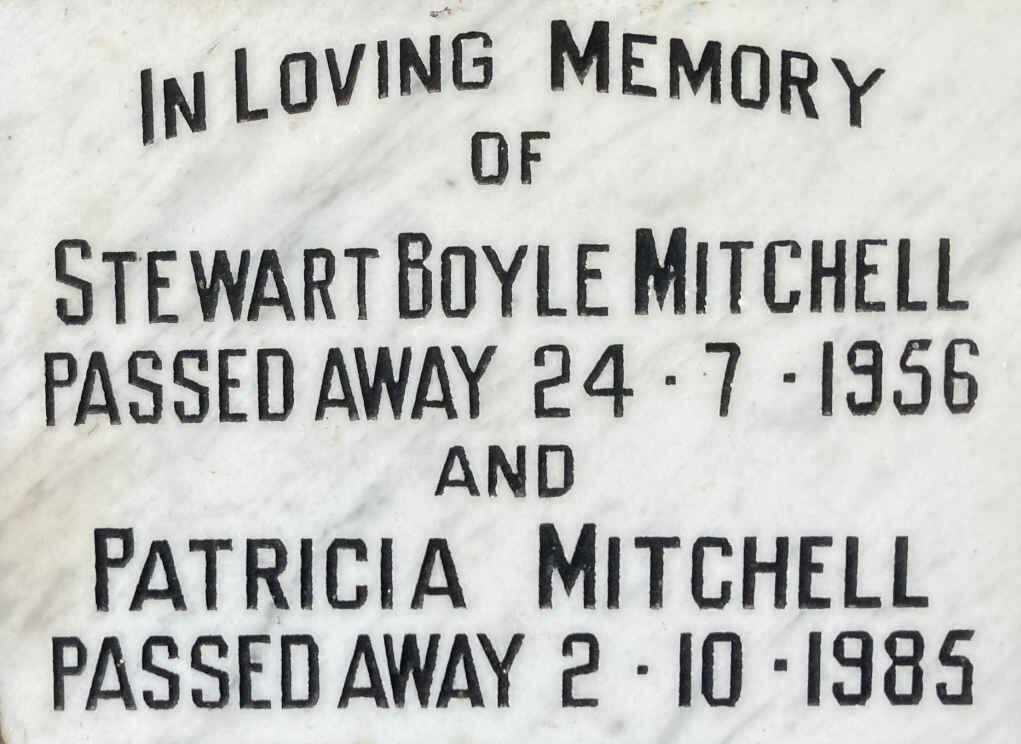 IN LOVING MEMORY
OF
STEWART BOYLE MITCHELL
PASSED AWAY 24 · 7 · 1956
AND
PATRICIA MITCHELL
PASSED AWAY 2 · 10 · 1985